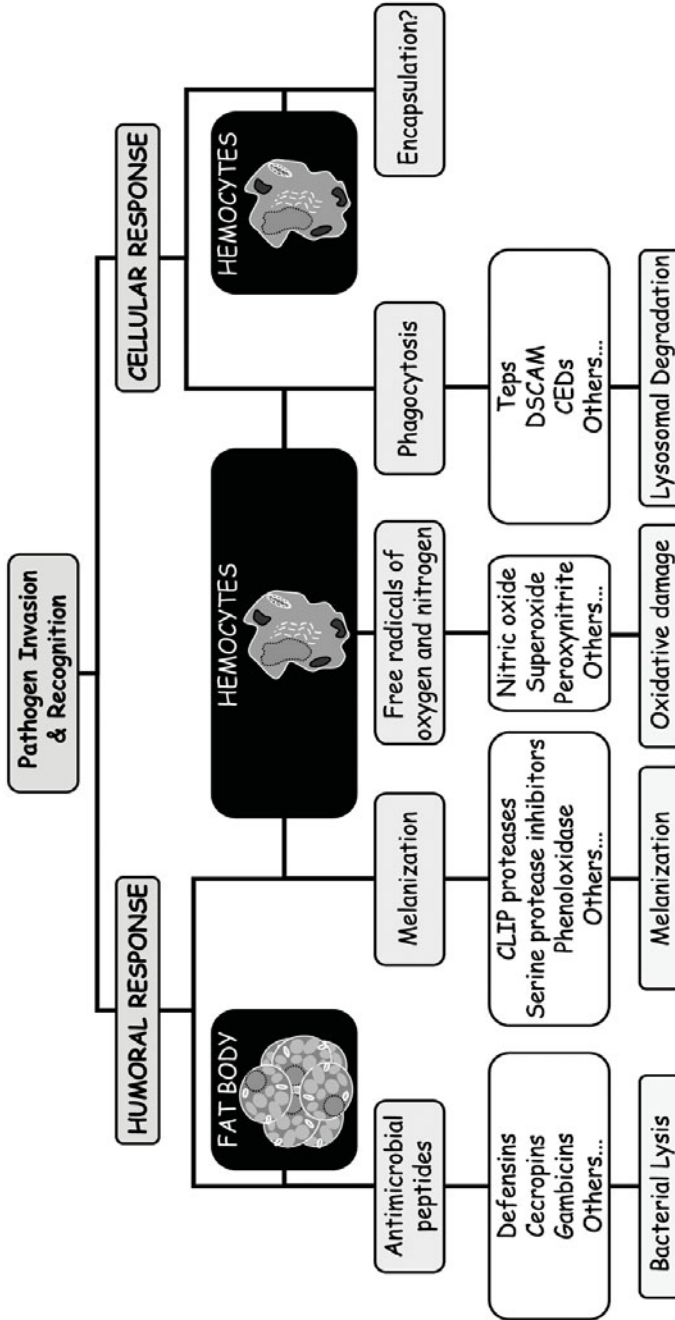 Pathogen Invasion
& Recognition
HUMORAL RESPONSE
CELLULAR RESPONSE
FAT BODY
HEMOCYTES
HEMOCYTES
Antimicrobial
peptides
Melanization
Free radicals of
oxygen and nitrogen
Phagocytosis
Encapsulation?
Defensins
Cecropins
Gambicins
Others...
CLIP proteases
Serine protease inhibitors
Phenoloxidase
Others...
Nitric oxide
Superoxide
Peroxynitrite
Others...
Teps
DSCAM
CEDs
Others...
Bacterial Lysis
Melanization
Oxidative damage
Lysosomal Degradation